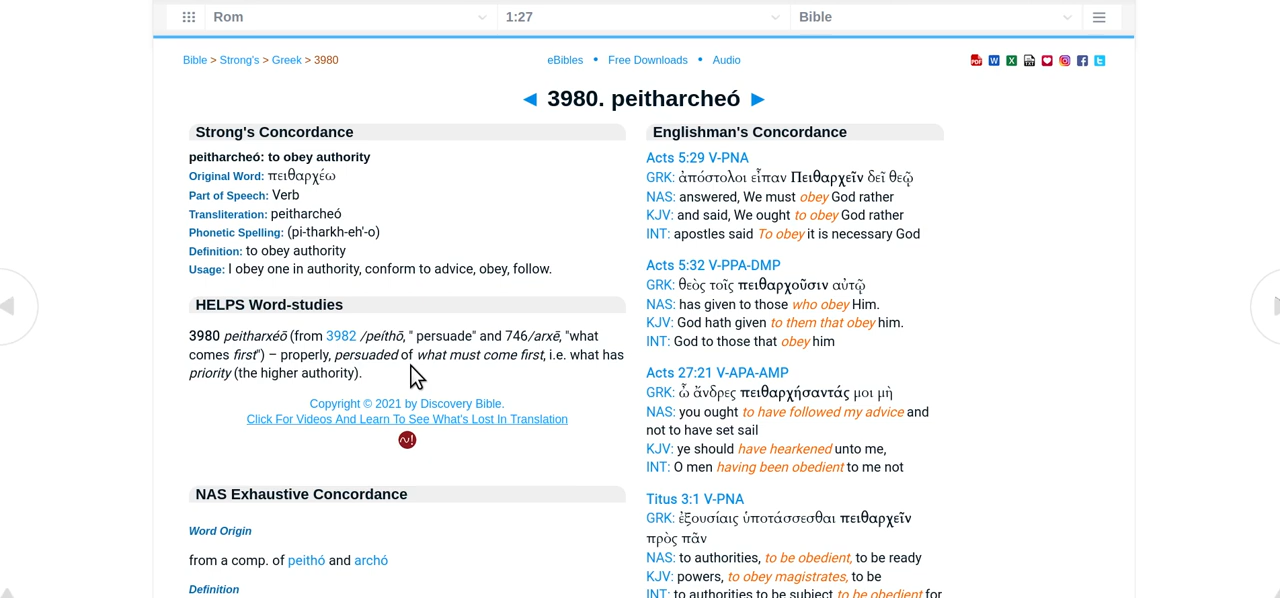 Rom 1:27 Bible
Bible > Strong's > Greek > 3980
eBibles • Free Downloads • Audio
◄ 3980. peitharcheó ►
Strong's Concordance
peitharcheó: to obey authority
Original Word: πειθαρχέω
Part of Speech: Verb
Transliteration: peitharcheó
Phonetic Spelling: (pi-tharkh-eh'-o)
Definition: to obey authority
Usage: I obey one in authority, conform to advice, obey, follow.
HELPS Word-studies
3980 peitharxéō (from 3982 /peíthō, " persuade" and 746/arxē, "what
comes first") – properly, persuaded of what must come first, i.e. what has
priority (the higher authority).
Copyright © 2021 by Discovery Bible.
Click For Videos And Learn To See What's Lost In Translation
NAS Exhaustive Concordance
Word Origin
from a comp. of peithó and archó
Definition
Englishman's Concordance
Acts 5:29 V-PNA
GRK: ἀπόστολοι εἶπαν Πειθαρχεῖν δεῖ θεῷ
NAS: answered, We must obey God rather
KJV: and said, We ought to obey God rather
INT: apostles said To obey it is necessary God
Acts 5:32 V-PPA-DMP
GRK: θεὸς τοῖς πειθαρχοῦσιν αὐτῷ
NAS: has given to those who obey Him.
KJV: God hath given to them that obey him.
INT: God to those that obey him
Acts 27:21 V-APA-AMP
GRK: ὦ ἄνδρες πειθαρχήσαντάς μοι μὴ
NAS: you ought to have followed my advice and
not to have set sail
KJV: ye should have hearkened unto me,
INT: O men having been obedient to me not
Titus 3:1 V-PNA
GRK: ἐξουσίαις ὑποτάσσεσθαι πειθαρχεῖν
πρὸς πᾶν
NAS: to authorities, to be obedient, to be ready
KJV: powers, to obey magistrates, to be
INT: to authorities to be subject to be obedient for